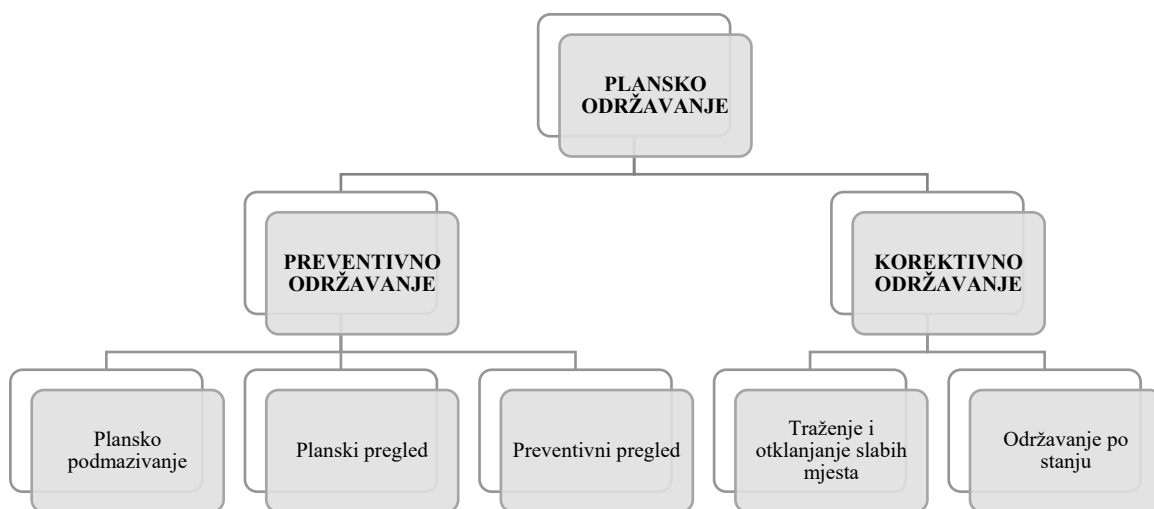 PLANSKO
ODRŽAVANJE
PREVENTIVNO
ODRŽAVANJE
KOREKTIVNO
ODRŽAVANJE
Plansko
podmazivanje
Planski pregled
Preventivni pregled
Traženje i
otklanjanje slabih
mjesta
Održavanje po
stanju